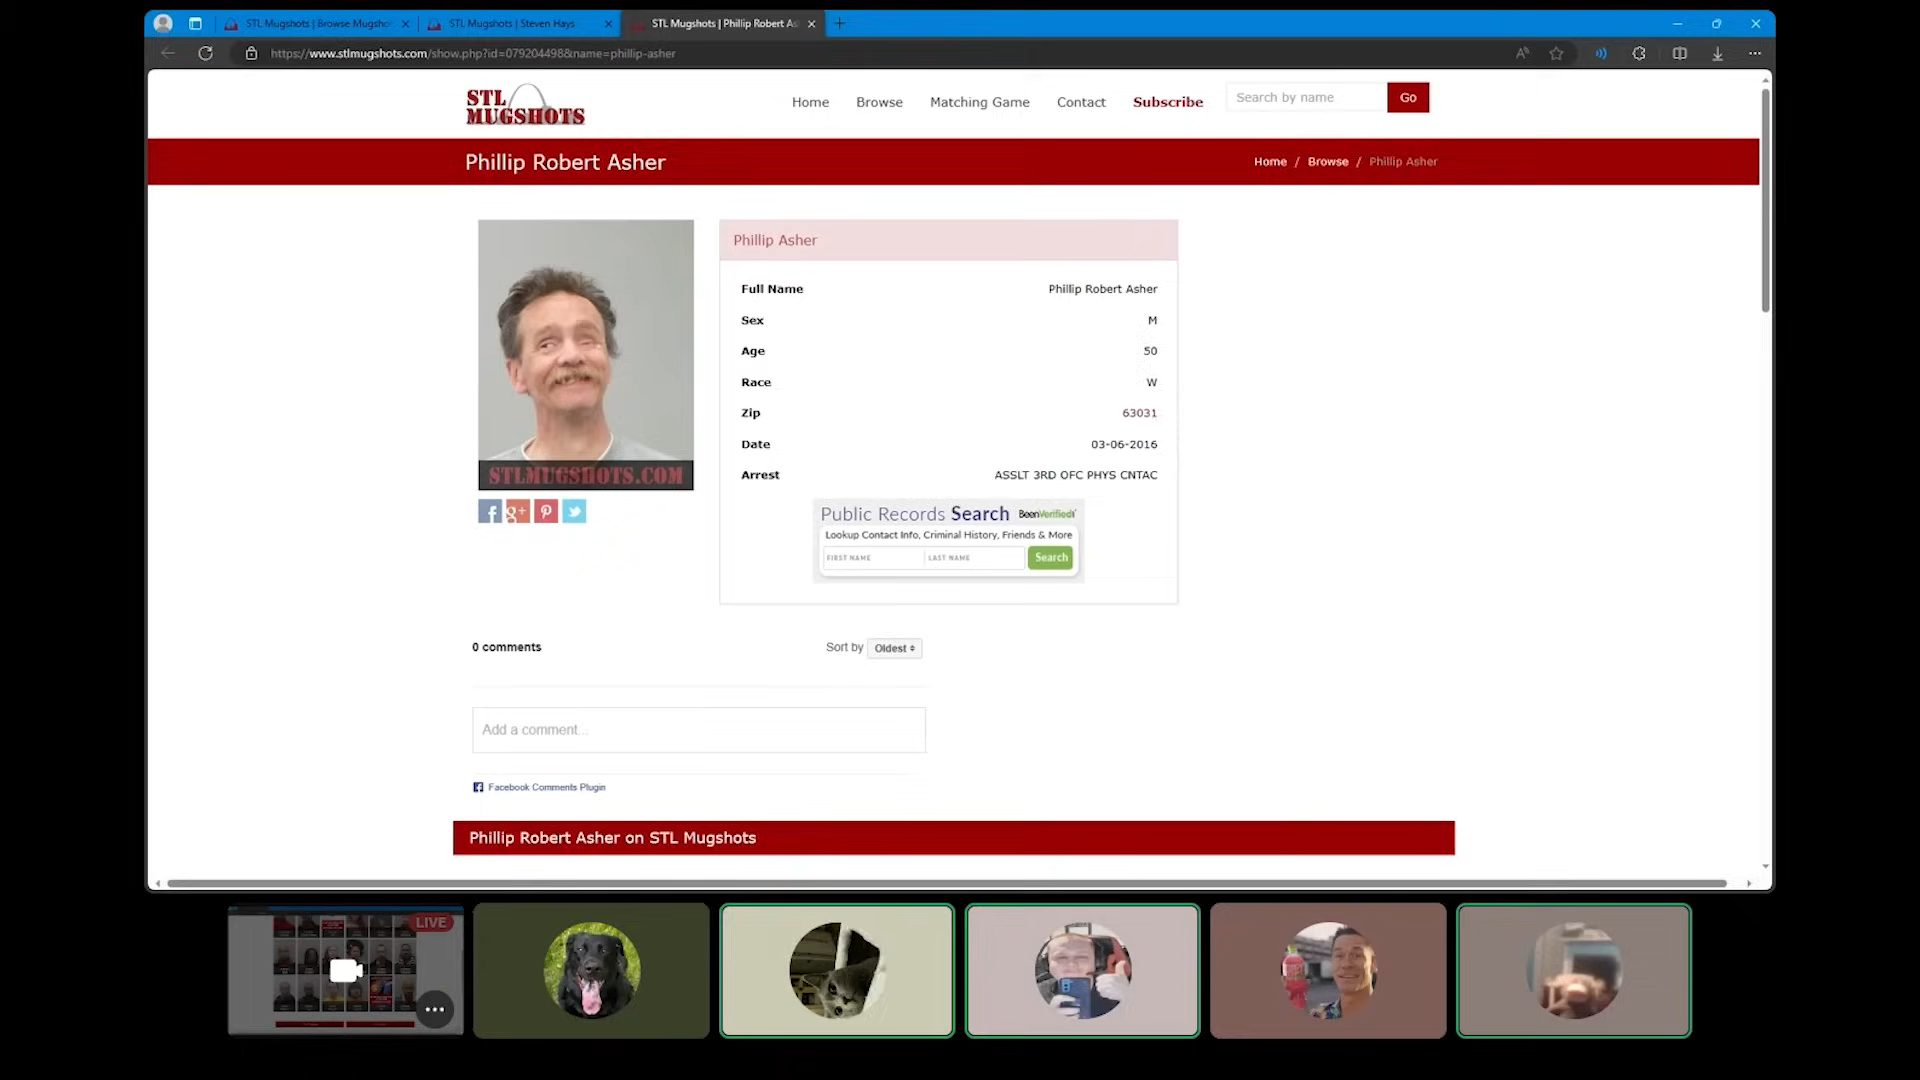 STL Mugshots | Browse Mugsho
STL Mugshots | Steven Hays
STL Mugshots | Phillip Robert As
https://www.stlmugshots.com/show.php?id=079204498&name=phillip-asher
STL
MUGSHOTS
Home
Browse
Matching Game
Contact
Subscribe
Search by name
Go
Phillip Robert Asher
Home / Browse / Phillip Asher
Phillip Asher
Full Name Phillip Robert Asher
Sex M
Age 50
Race W
Zip 63031
Date 03-06-2016
Arrest ASSLT 3RD OFC PHYS CNTAC
STLMUGSHOTS.COM
Public Records Search BeenVerified
Lookup Contact Info, Criminal History, Friends & More
FIRST NAME LAST NAME Search
0 comments
Sort by Oldest
Add a comment...
Facebook Comments Plugin
Phillip Robert Asher on STL Mugshots
LIVE